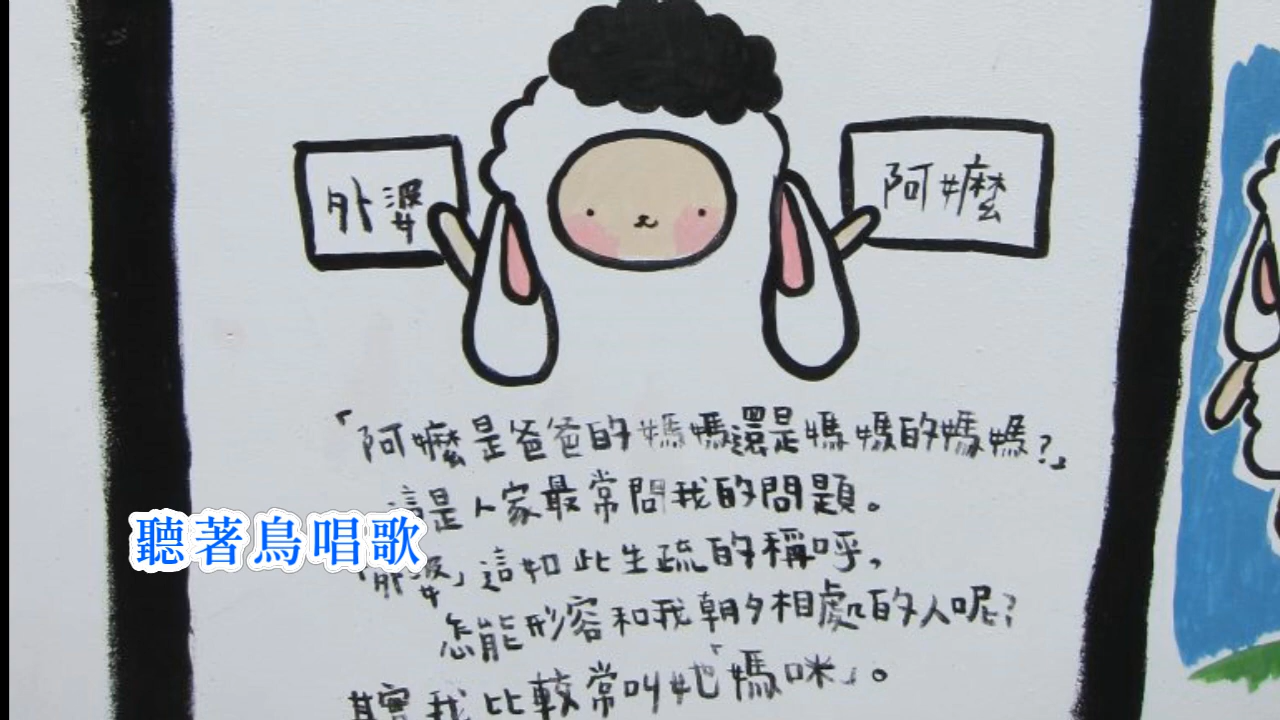 外婆
阿嬤
「阿嬤是爸爸的媽媽還是媽媽的媽媽?」
這是人家最常問我的問題。
聽著鳥唱歌
「外婆」這如此生疏的稱呼,
怎能形容和我朝夕相處的人呢?
其實我比較常叫她「媽咪」。